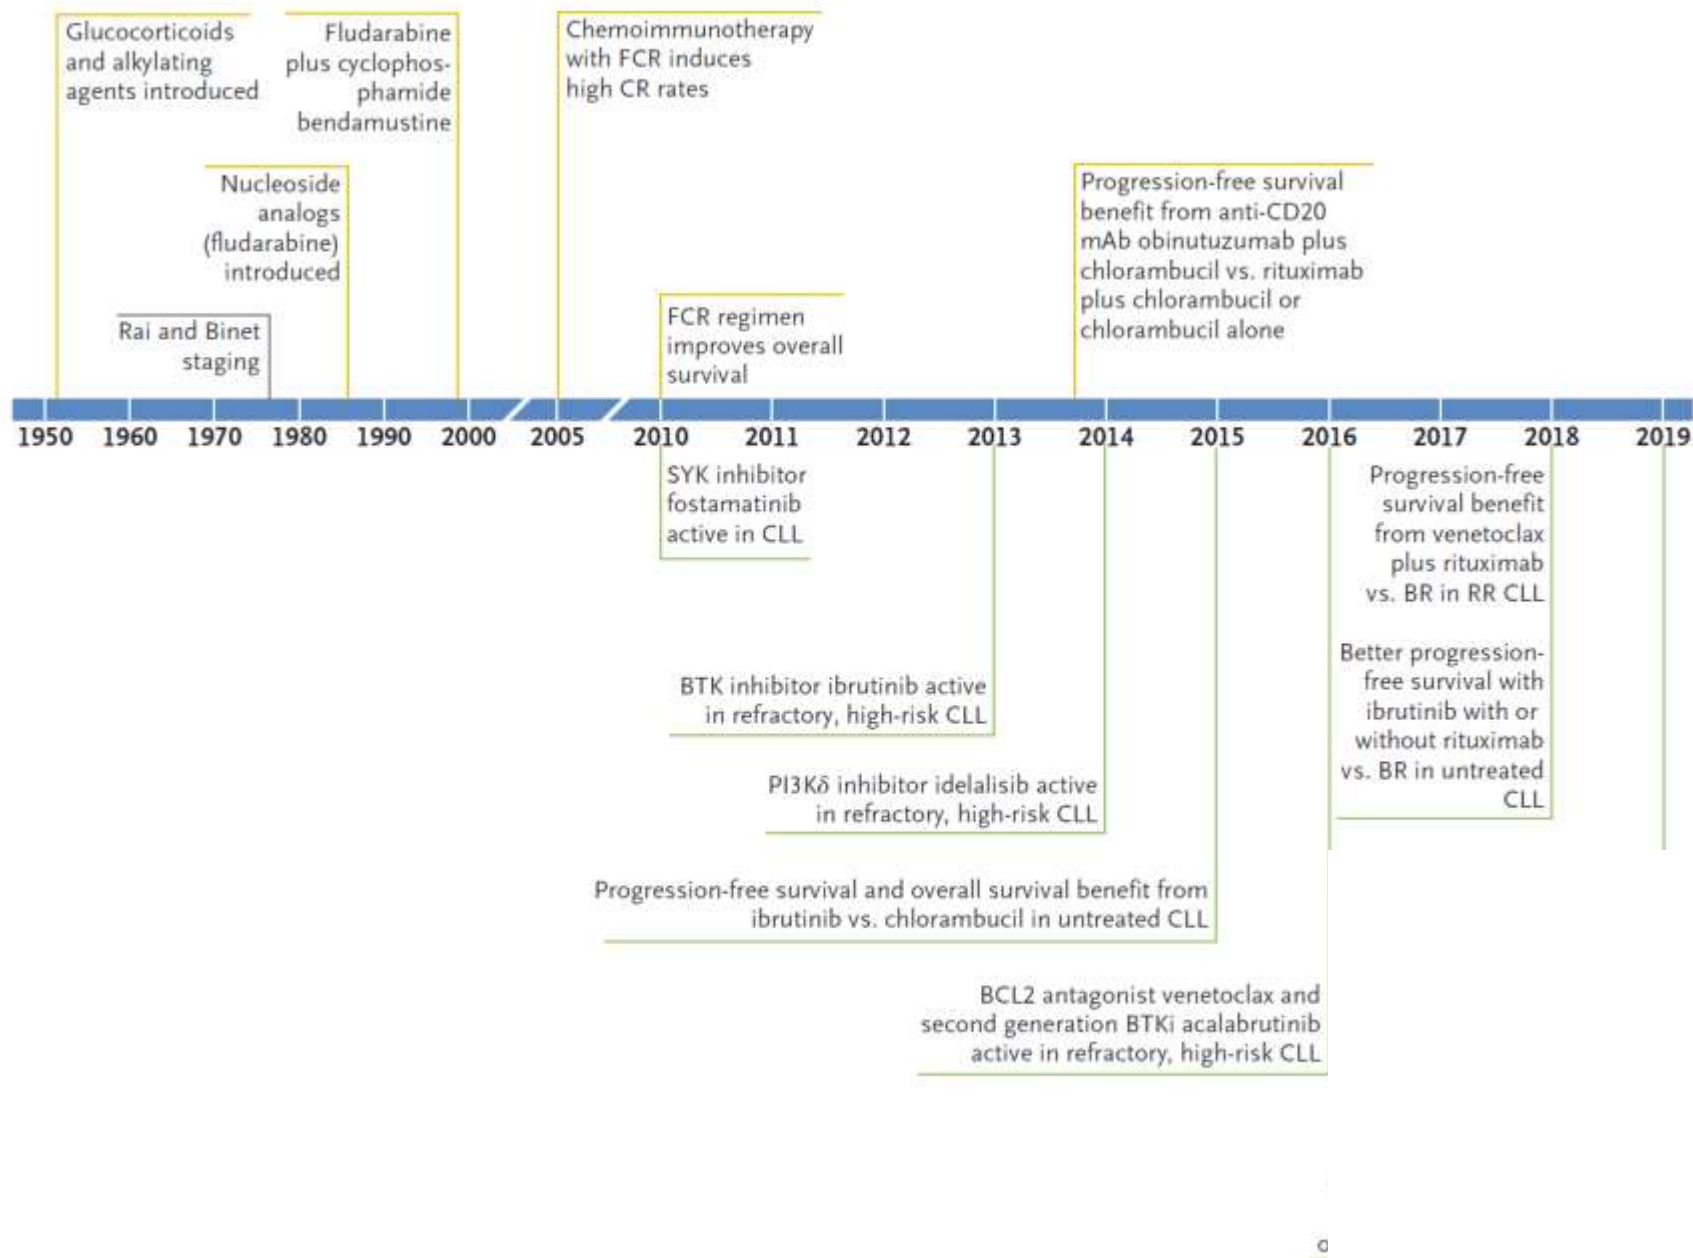 Glucocorticoids
and alkylating
agents introduced
Fludarabine
plus cyclophos-
phamide
bendamustine
Chemoimmunotherapy
with FCR induces
high CR rates
Nucleoside
analogs
(fludarabine)
introduced
Progression-free survival
benefit from anti-CD20
mAb obinutuzumab plus
chlorambucil vs. rituximab
plus chlorambucil or
chlorambucil alone
Rai and Binet
staging
FCR regimen
improves overall
survival
1950 1960 1970 1980 1990 2000 2005 2010 2011 2012 2013 2014 2015 2016 2017 2018 2019
SYK inhibitor
fostamatinib
active in CLL
Progression-free
survival benefit
from venetoclax
plus rituximab
vs. BR in RR CLL
BTK inhibitor ibrutinib active
in refractory, high-risk CLL
Better progression-
free survival with
ibrutinib with or
without rituximab
vs. BR in untreated
CLL
PI3Kδ inhibitor idelalisib active
in refractory, high-risk CLL
Progression-free survival and overall survival benefit from
ibrutinib vs. chlorambucil in untreated CLL
BCL2 antagonist venetoclax and
second generation BTKi acalabrutinib
active in refractory, high-risk CLL